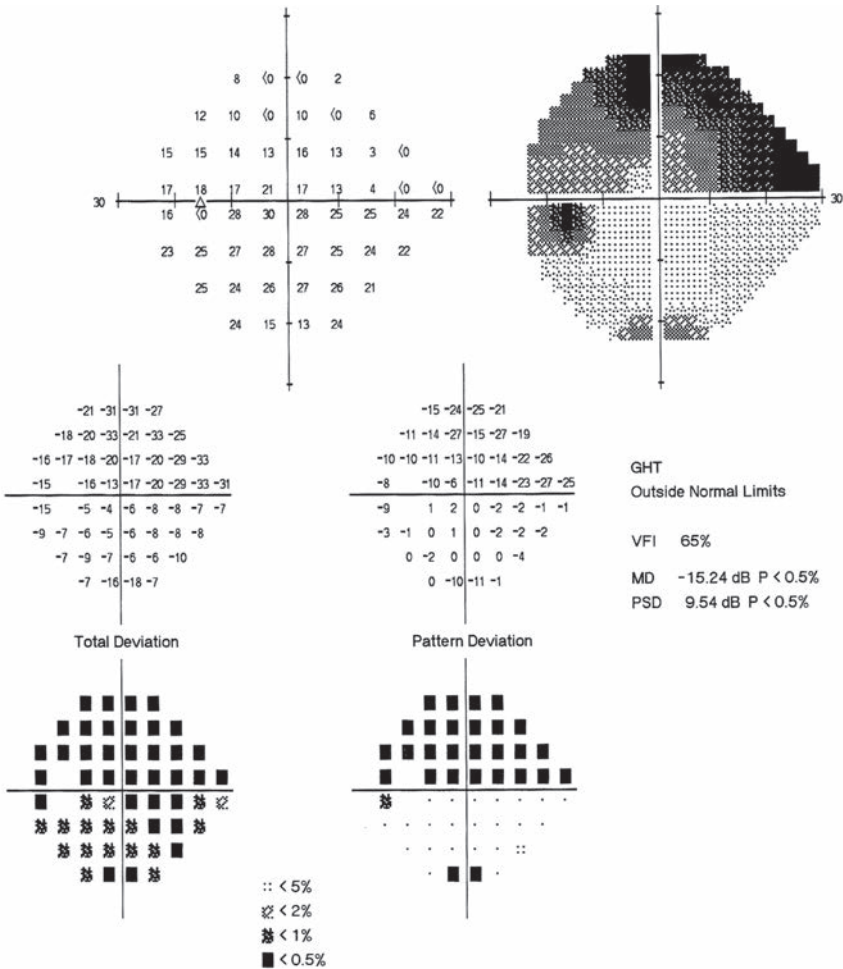 8 ⟨0 ⟨0 2
12 10 ⟨0 10 ⟨0 6
15 15 14 13 16 13 3 ⟨0
17 18 17 21 17 13 4 ⟨0 ⟨0
30 30
16 ⟨0 28 30 28 25 25 24 22
23 25 27 28 27 25 24 22
25 24 26 27 26 21
24 15 13 24
-21 -31 -31 -27
-18 -20 -33 -21 -33 -25
-16 -17 -18 -20 -17 -20 -29 -33
-15 -16 -13 -17 -20 -29 -33 -31
-15 -5 -4 -6 -8 -8 -7 -7
-9 -7 -6 -5 -6 -8 -8 -8
-7 -9 -7 -6 -6 -10
-7 -16 -18 -7
Total Deviation
-15 -24 -25 -21
-11 -14 -27 -15 -27 -19
-10 -10 -11 -13 -10 -14 -22 -26
-8 -10 -6 -11 -14 -23 -27 -25
-9 1 2 0 -2 -2 -1 -1
-3 -1 0 1 0 -2 -2 -2
0 -2 0 0 0 -4
0 -10 -11 -1
Pattern Deviation
GHT
Outside Normal Limits
VFI 65%
MD -15.24 dB P < 0.5%
PSD 9.54 dB P < 0.5%
< 5%
< 2%
< 1%
< 0.5%